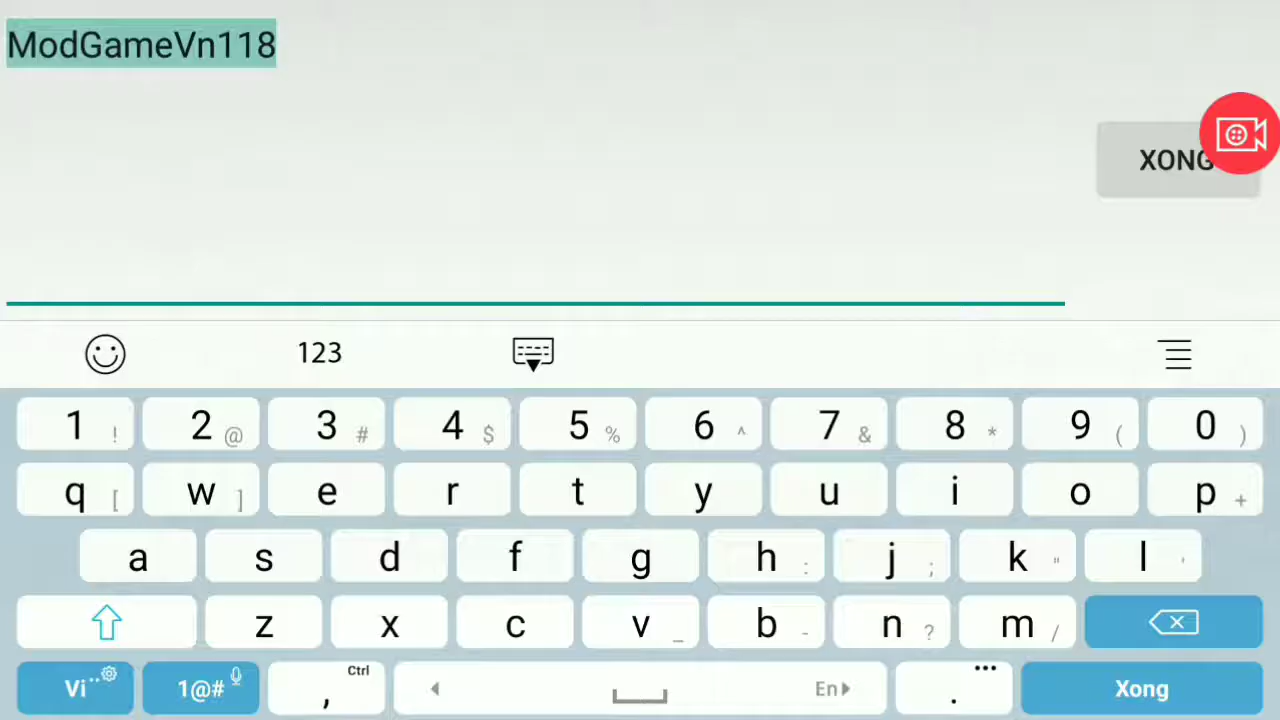 ModGameVn118
XONG
123
1 ! 2 @ 3 # 4 $ 5 % 6 ^ 7 & 8 * 9 ( 0 )
q [ w ] e r t y u i o p +
a s d f g h : j ; k " l '
z x c v _ b - n ? m /
Vi 1@# , Ctrl En . ... Xong